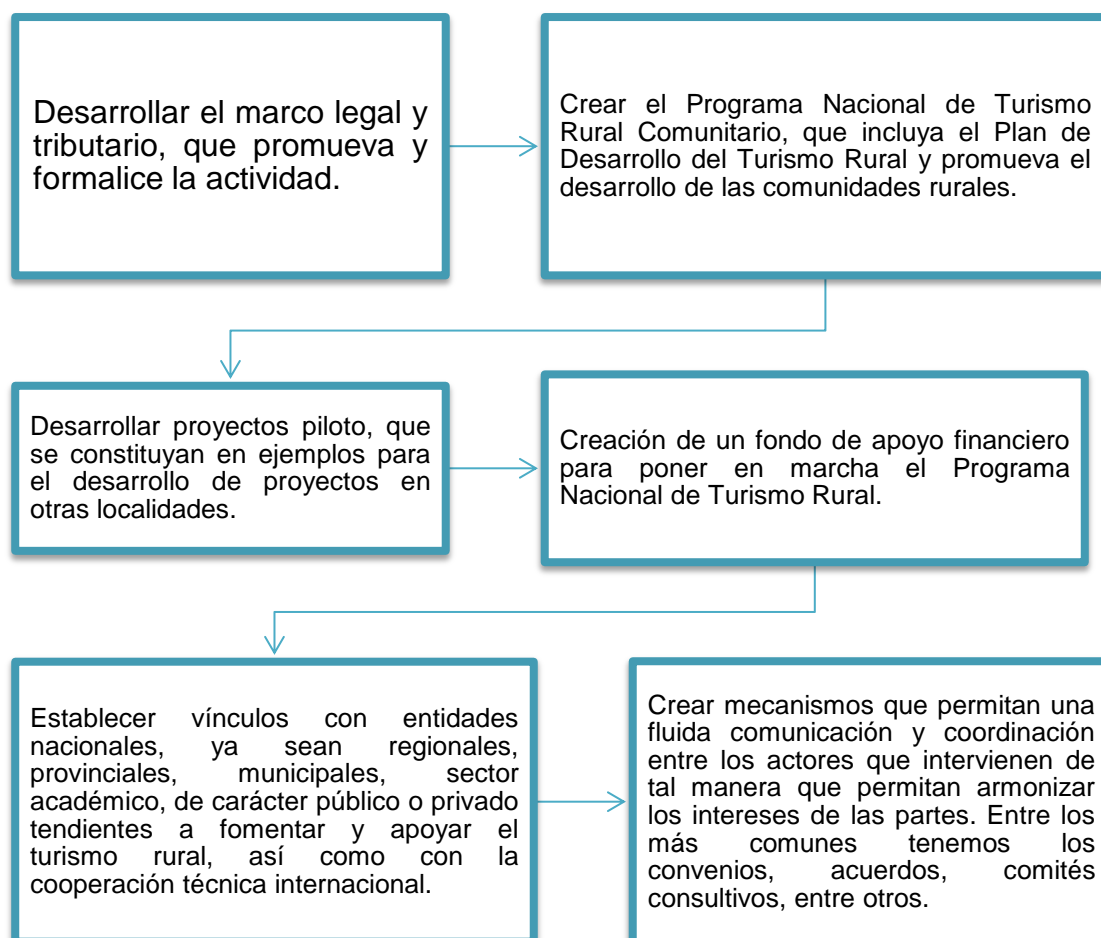 Desarrollar el marco legal y
tributario, que promueva y
formalice la actividad.
Crear el Programa Nacional de Turismo
Rural Comunitario, que incluya el Plan de
Desarrollo del Turismo Rural y promueva el
desarrollo de las comunidades rurales.
Desarrollar proyectos piloto, que
se constituyan en ejemplos para
el desarrollo de proyectos en
otras localidades.
Creación de un fondo de apoyo financiero
para poner en marcha el Programa
Nacional de Turismo Rural.
Establecer vínculos con entidades
nacionales, ya sean regionales,
provinciales, municipales, sector
académico, de carácter público o privado
tendientes a fomentar y apoyar el
turismo rural, así como con la
cooperación técnica internacional.
Crear mecanismos que permitan una
fluida comunicación y coordinación
entre los actores que intervienen de
tal manera que permitan armonizar
los intereses de las partes. Entre los
más comunes tenemos los
convenios, acuerdos, comités
consultivos, entre otros.